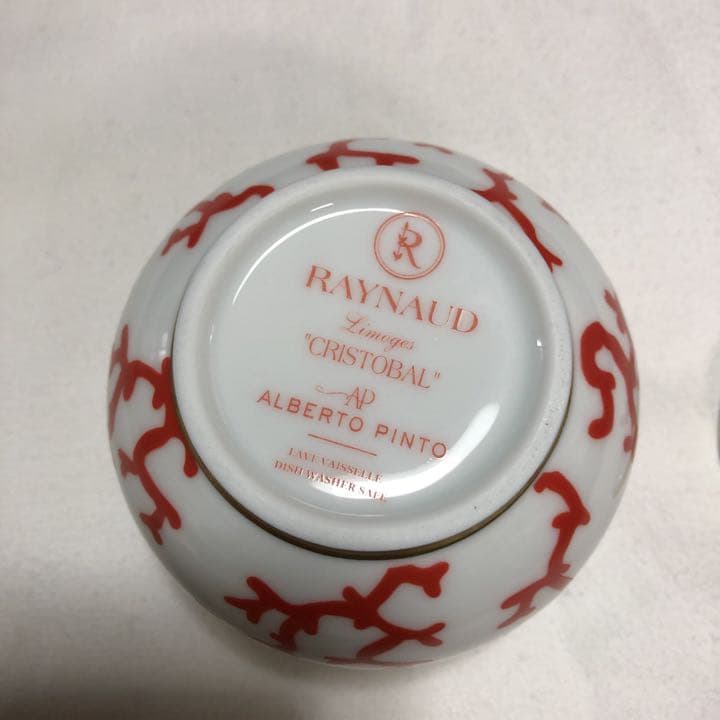 R
RAYNAUD
Limoges
"CRISTOBAL"
AP
ALBERTO PINTO
LAVE VAISSELLE
DISHWASHER SAFE